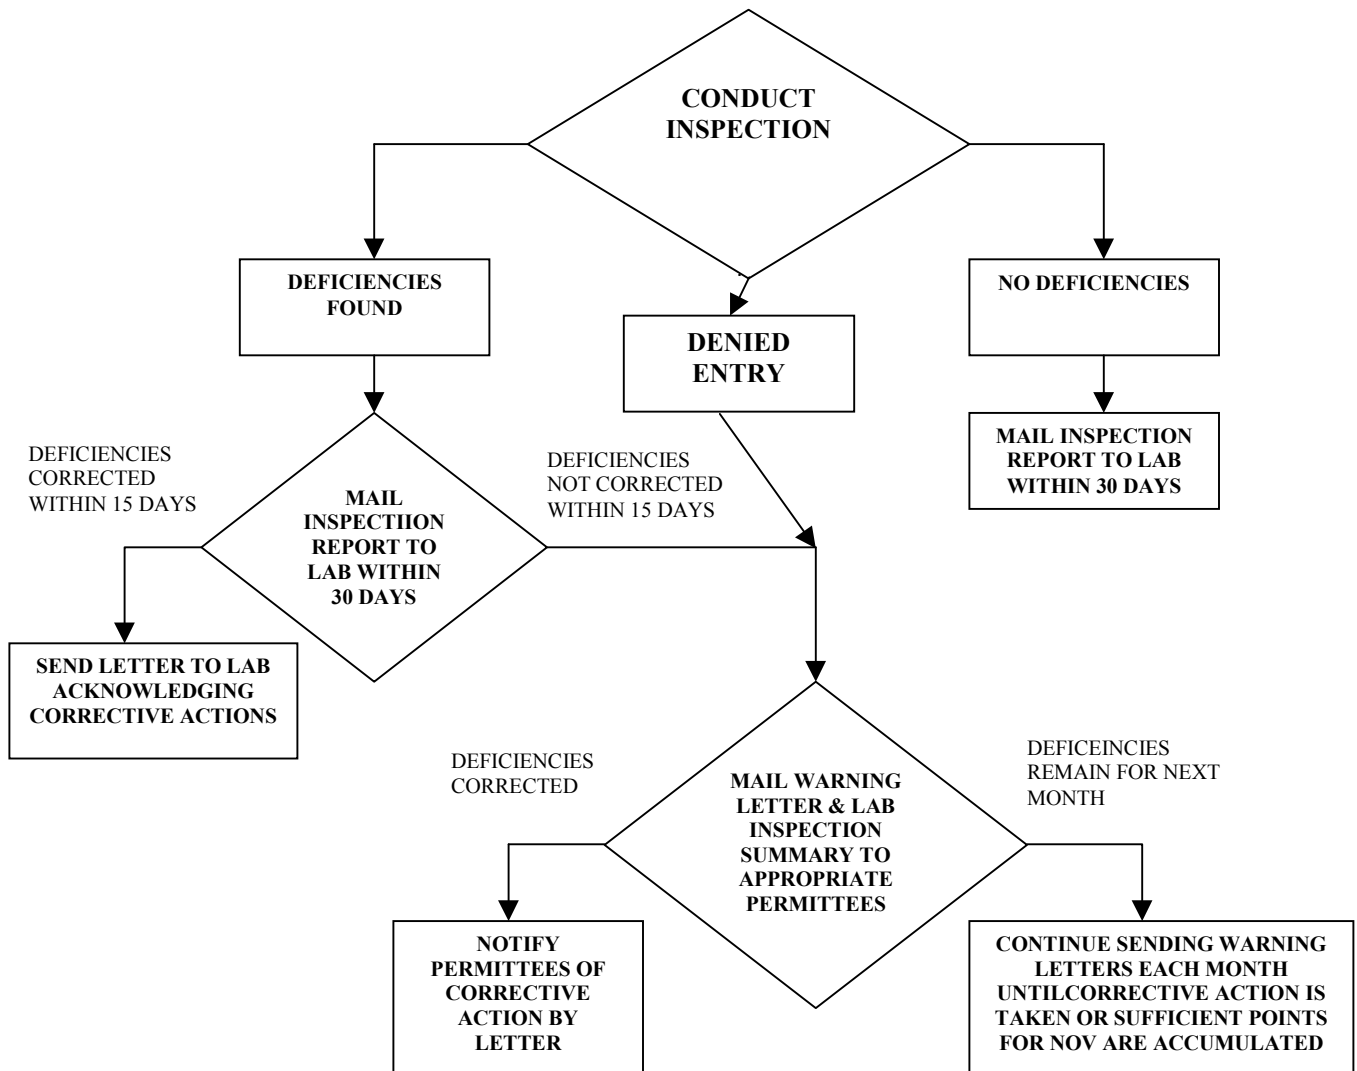 CONDUCT
INSPECTION
DEFICIENCIES
FOUND
DENIED
ENTRY
NO DEFICIENCIES
MAIL INSPECTION
REPORT TO LAB
WITHIN 30 DAYS
DEFICIENCIES
CORRECTED
WITHIN 15 DAYS
MAIL
INSPECTIION
REPORT TO
LAB WITHIN
30 DAYS
DEFICIENCIES
NOT CORRECTED
WITHIN 15 DAYS
SEND LETTER TO LAB
ACKNOWLEDGING
CORRECTIVE ACTIONS
DEFICIENCIES
CORRECTED
MAIL WARNING
LETTER & LAB
INSPECTION
SUMMARY TO
APPROPRIATE
PERMITTEES
DEFICEINCIES
REMAIN FOR NEXT
MONTH
NOTIFY
PERMITTEES OF
CORRECTIVE
ACTION BY
LETTER
CONTINUE SENDING WARNING
LETTERS EACH MONTH
UNTILCORRECTIVE ACTION IS
TAKEN OR SUFFICIENT POINTS
FOR NOV ARE ACCUMULATED